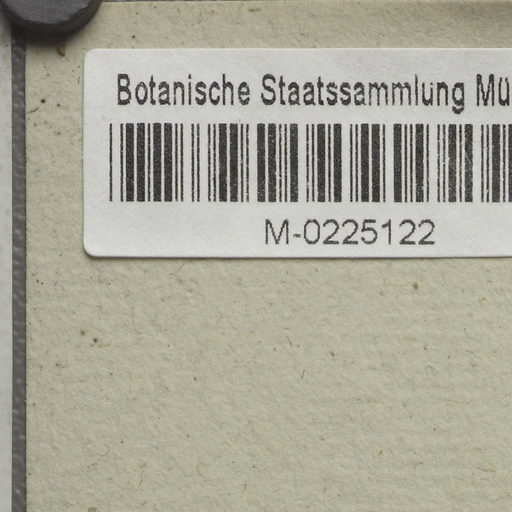 Botanische Staatssammlung Mü
M-0225122